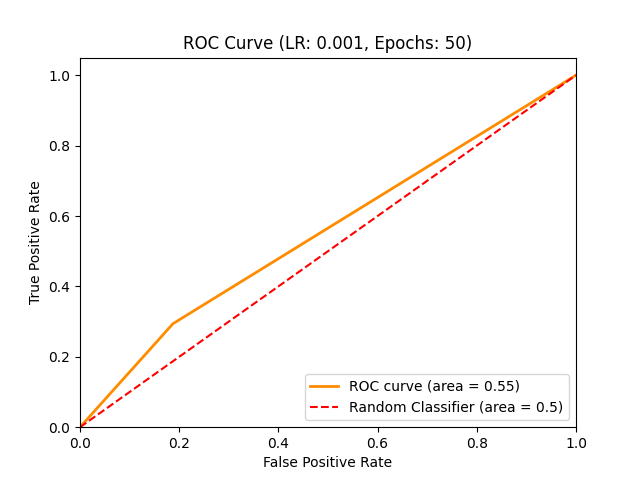 ROC Curve (LR: 0.001, Epochs: 50)
True Positive Rate
1.0
0.8
0.6
0.4
0.2
0.0
0.0 0.2 0.4 0.6 0.8 1.0
False Positive Rate
ROC curve (area = 0.55)
Random Classifier (area = 0.5)